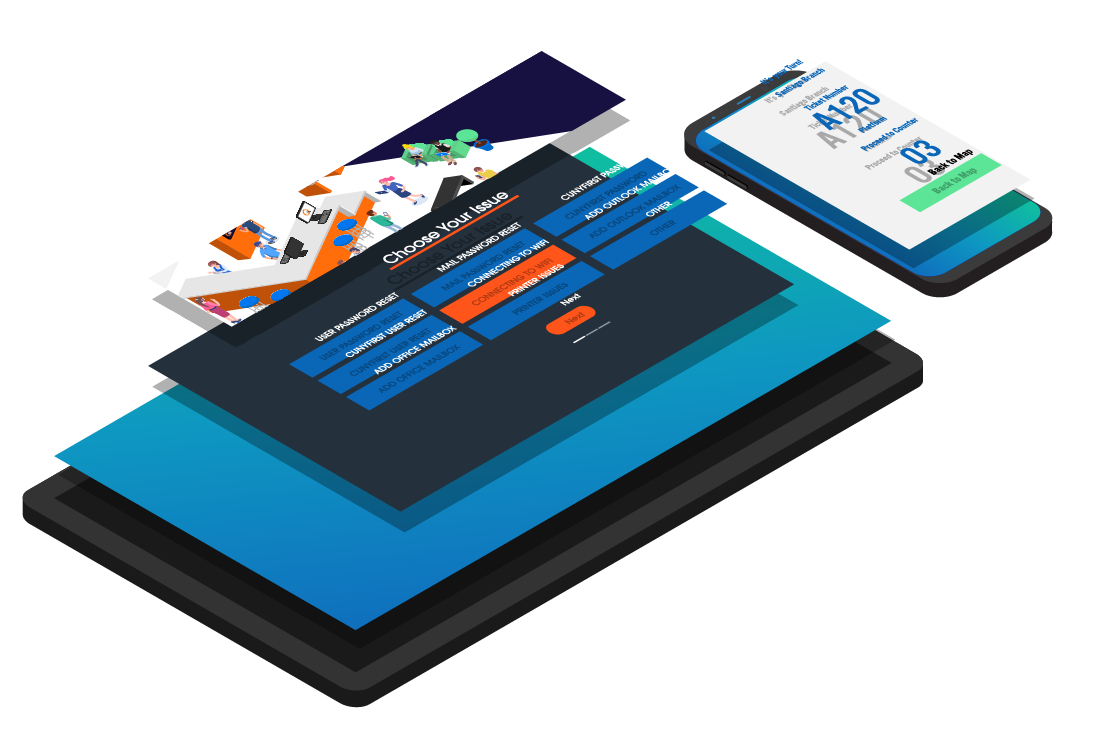 Choose Your Issue
USER PASSWORD RESET
MAIL PASSWORD RESET
CUNYFIRST USER RESET
CONNECTING TO WIFI
ADD OUTLOOK MAILBOX
ADD OFFICE MAILBOX
PRINTER ISSUES
OTHER
CUNYFIRST PASSWORD
Next
It's Your Turn!
Santiago Branch
Ticket Number
A120
Platinum
Proceed to Counter
03
Back to Map